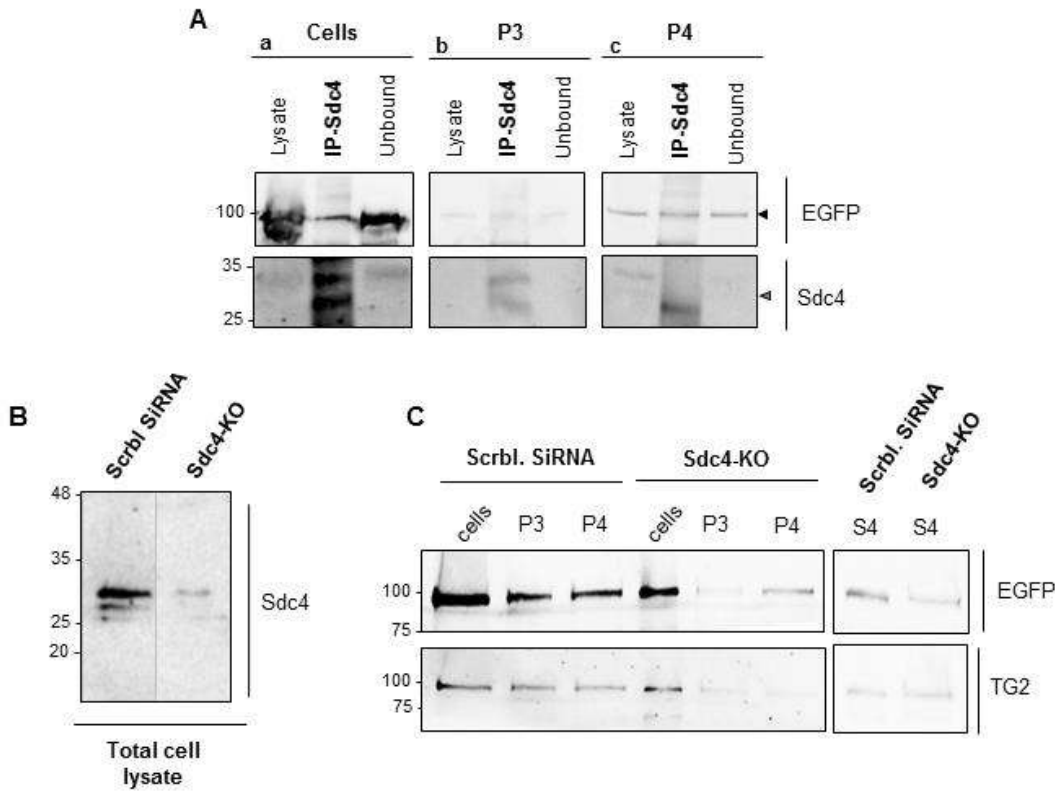 A
a Cells
b P3
c P4
Lysate IP-Sdc4 Unbound Lysate IP-Sdc4 Unbound Lysate IP-Sdc4 Unbound
100 EGFP
35
25 Sdc4
B
Scrbl SiRNA Sdc4-KO
48
35
25
20
Sdc4
Total cell
lysate
C
Scrbl. SiRNA Sdc4-KO Scrbl. SiRNA Sdc4-KO
cells P3 P4 cells P3 P4 S4 S4
100 EGFP
75
100 TG2
75